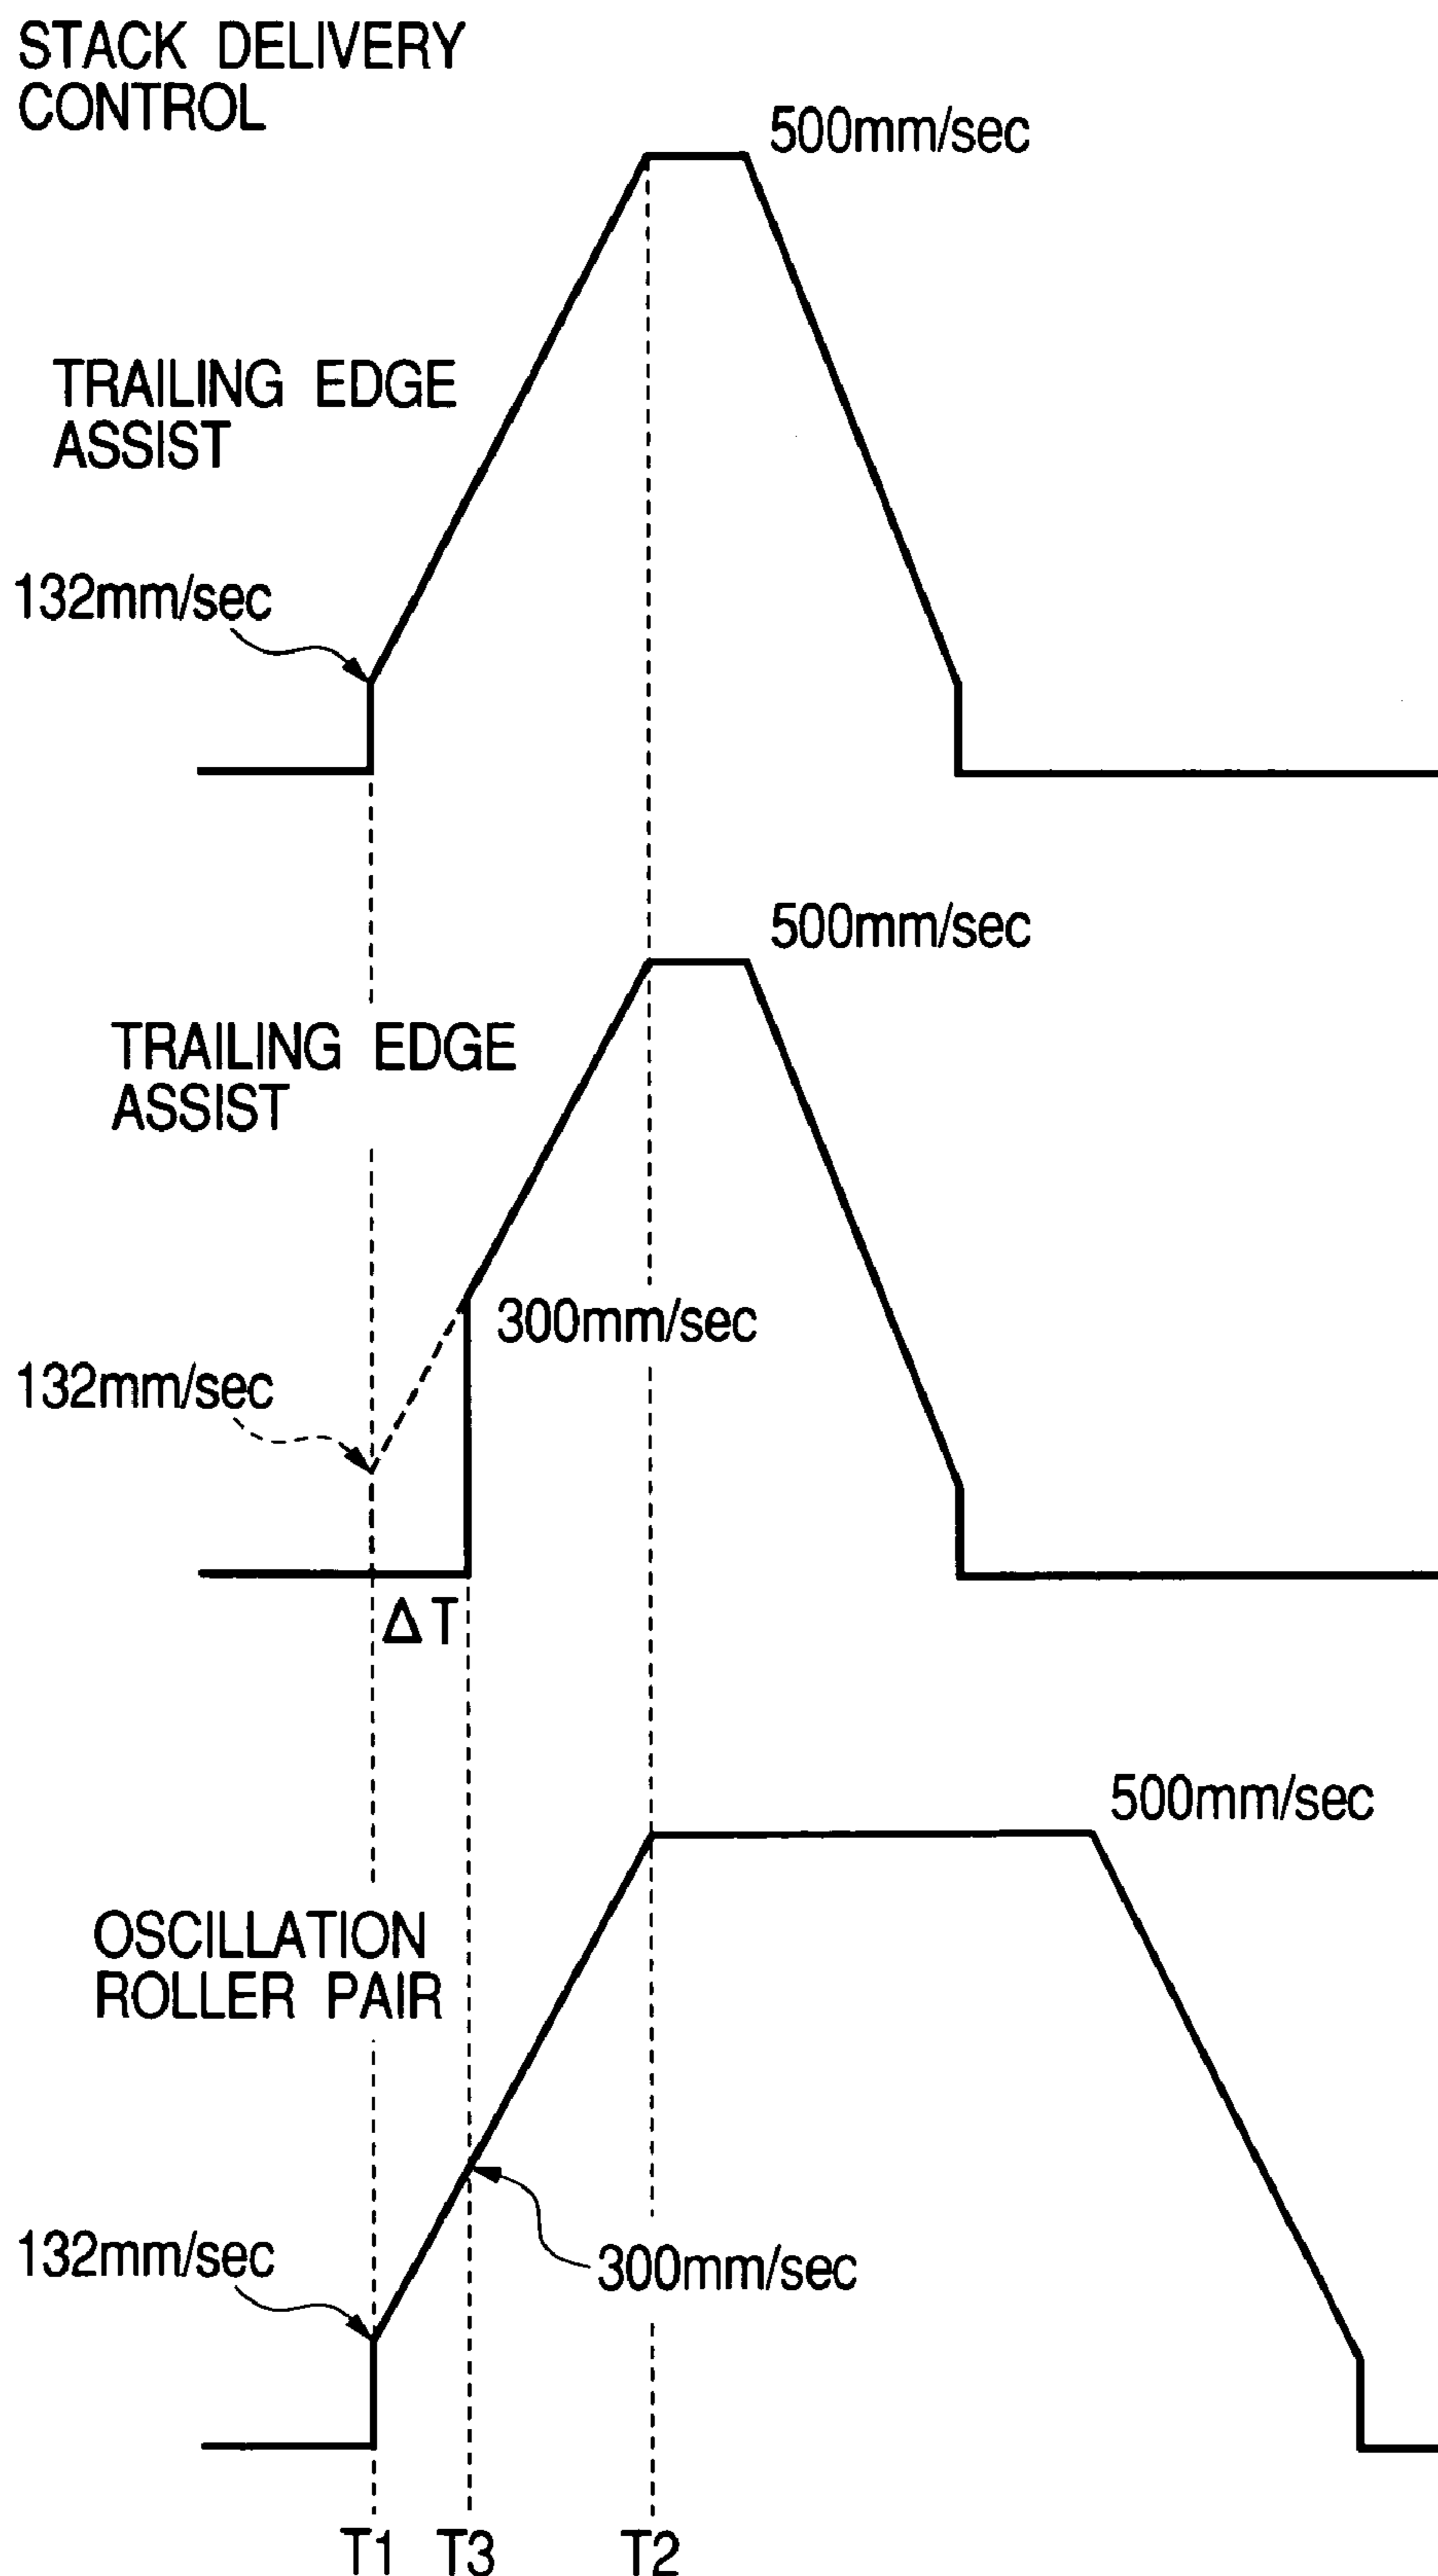 STACK DELIVERY
CONTROL
500mm/sec
TRAILING EDGE
ASSIST
132mm/sec
500mm/sec
TRAILING EDGE
ASSIST
300mm/sec
132mm/sec
ΔT
500mm/sec
OSCILLATION
ROLLER PAIR
132mm/sec
300mm/sec
T1 T3 T2